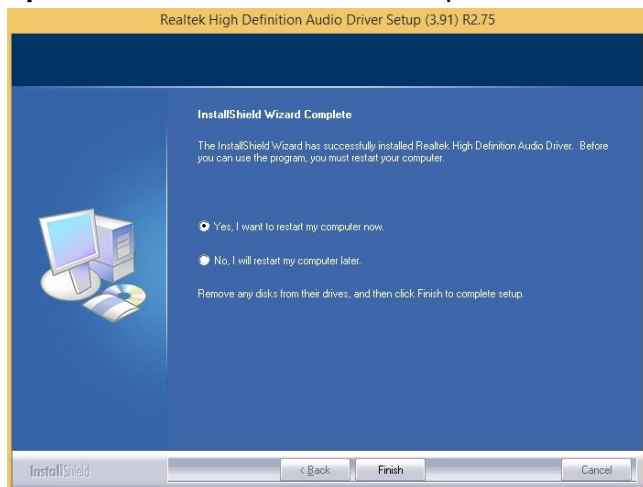 Realtek High Definition Audio Driver Setup (3.91) R2.75
InstallShield Wizard Complete
The InstallShield Wizard has successfully installed Realtek High Definition Audio Driver. Before
you can use the program, you must restart your computer.
Yes, I want to restart my computer now.
No, I will restart my computer later.
Remove any disks from their drives, and then click Finish to complete setup.
InstallShield
< Back
Finish
Cancel